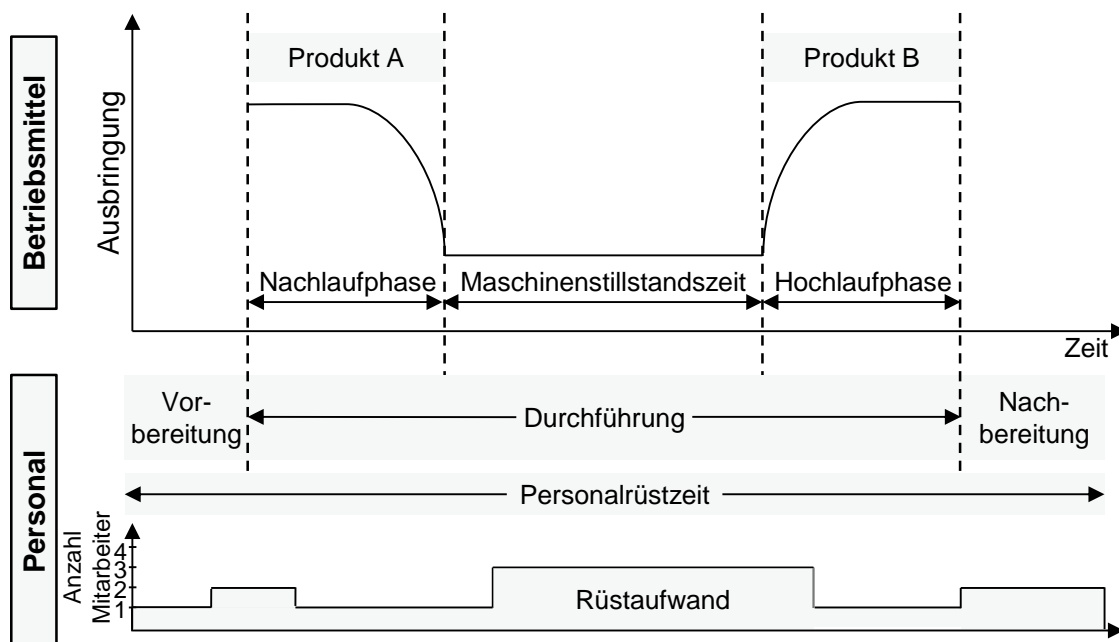 Betriebsmittel
Ausbringung
Produkt A
Produkt B
Nachlaufphase
Maschinenstillstandszeit
Hochlaufphase
Zeit
Personal
Vor-
bereitung
Durchführung
Nach-
bereitung
Personalrüstzeit
Anzahl
Mitarbeiter
4
3
2
1
Rüstaufwand